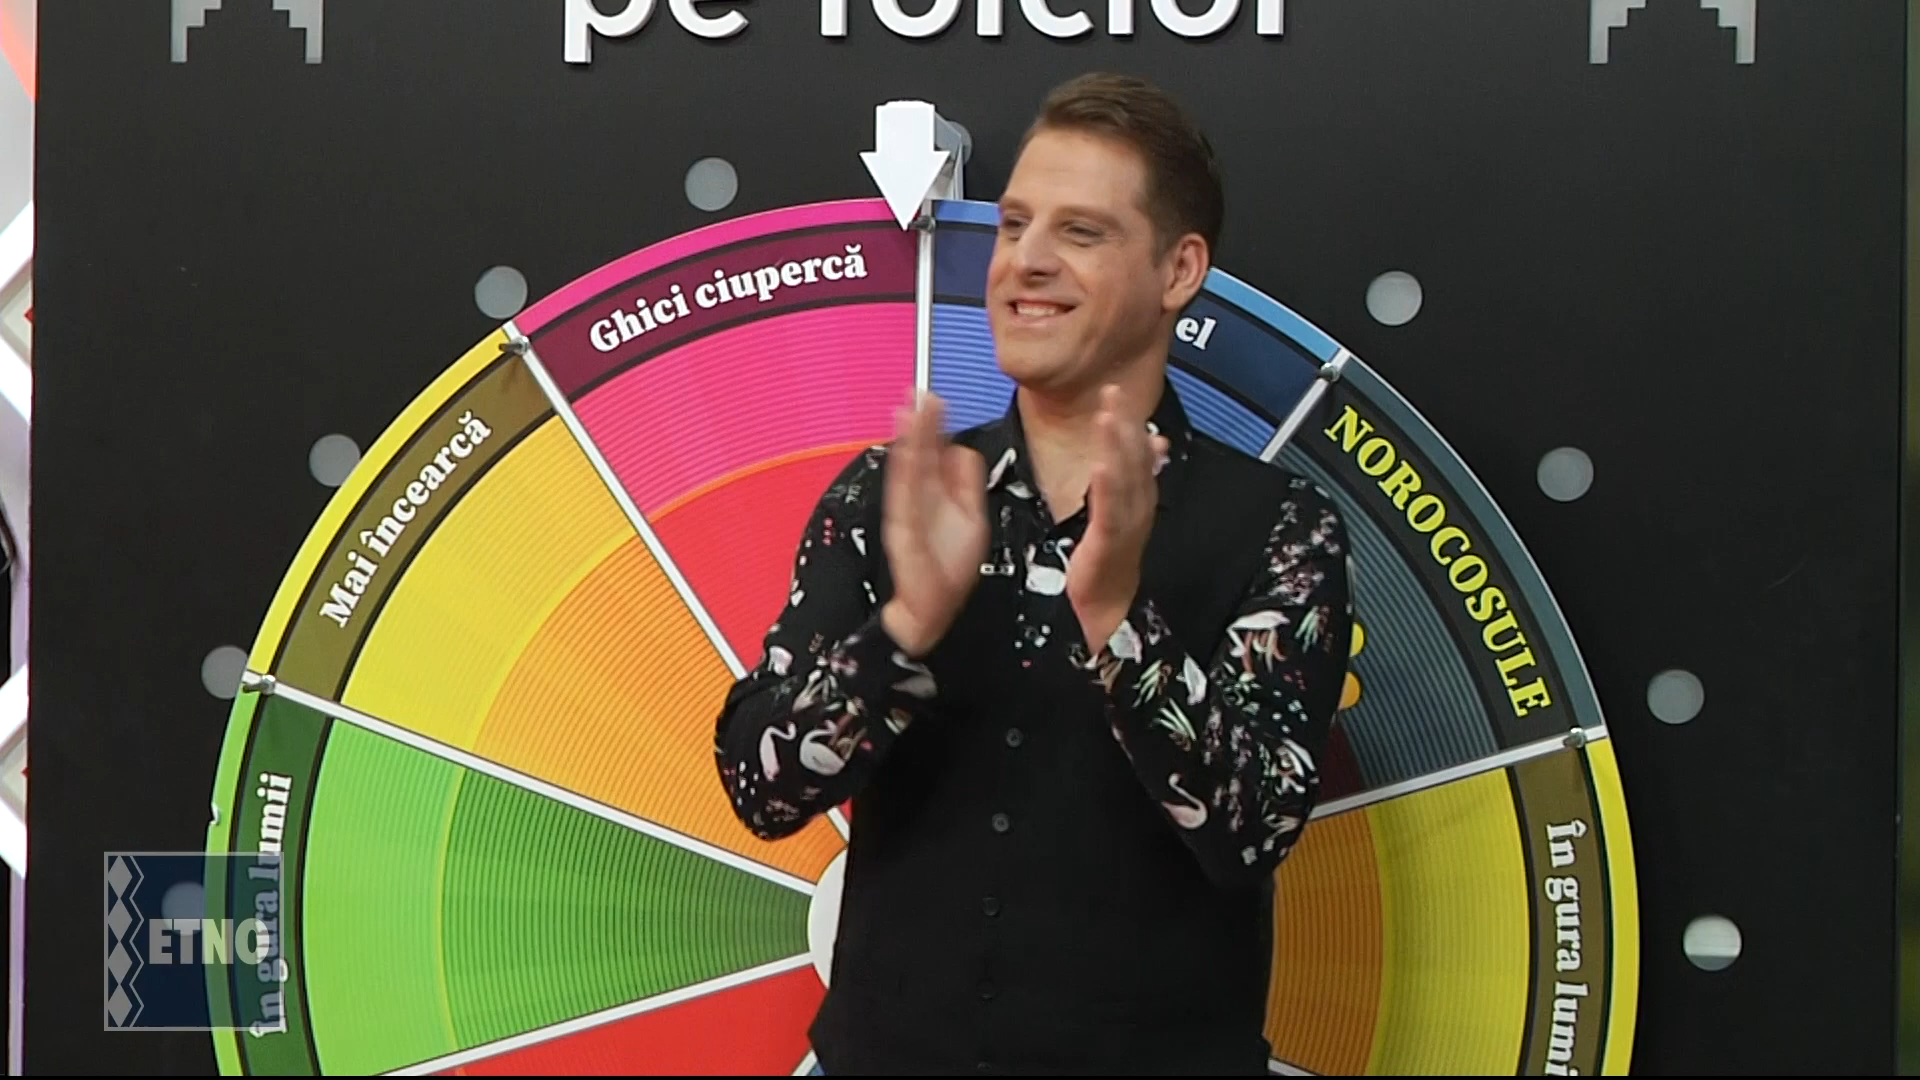 pe folclor
Ghici ciupercă
el
Mai încearcă
NOROCOSULE
În gura lumii
În gura lumii
ETNO